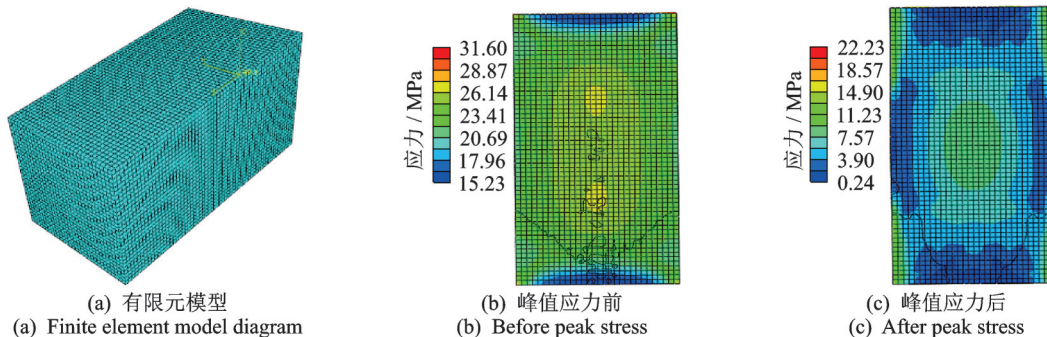 应力 / MPa
31.60
28.87
26.14
23.41
20.69
17.96
15.23
应力 / MPa
22.23
18.57
14.90
11.23
7.57
3.90
0.24
(a) 有限元模型
(a) Finite element model diagram
(b) 峰值应力前
(b) Before peak stress
(c) 峰值应力后
(c) After peak stress